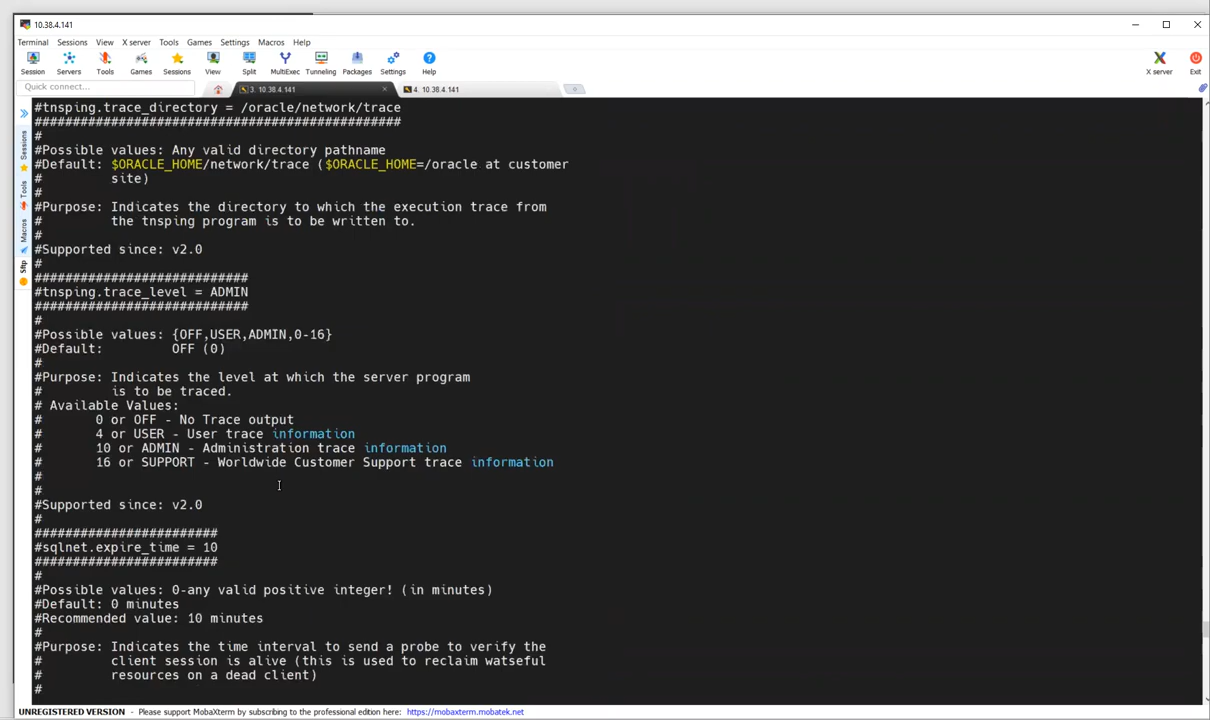 10.38.4.141
Terminal Sessions View X server Tools Games Settings Macros Help
Session Servers Tools Games Sessions View Split MultiExec Tunneling Packages Settings Help X server Exit
Quick connect...
3. 10.38.4.141
4. 10.38.4.141
Sessions
Tools
Macros
Sftp
#tnsping.trace_directory = /oracle/network/trace
################################################
#
#Possible values: Any valid directory pathname
#Default: $ORACLE_HOME/network/trace ($ORACLE_HOME=/oracle at customer
#         site)
#
#Purpose: Indicates the directory to which the execution trace from
#         the tnsping program is to be written to.
#
#Supported since: v2.0
#
############################
#tnsping.trace_level = ADMIN
############################
#
#Possible values: {OFF,USER,ADMIN,0-16}
#Default:         OFF (0)
#
#Purpose: Indicates the level at which the server program
#         is to be traced.
# Available Values:
#       0 or OFF - No Trace output
#       4 or USER - User trace information
#       10 or ADMIN - Administration trace information
#       16 or SUPPORT - Worldwide Customer Support trace information
#
#
#Supported since: v2.0
#
########################
#sqlnet.expire_time = 10
########################
#
#Possible values: 0-any valid positive integer! (in minutes)
#Default: 0 minutes
#Recommended value: 10 minutes
#
#Purpose: Indicates the time interval to send a probe to verify the
#         client session is alive (this is used to reclaim watseful
#         resources on a dead client)
#
UNREGISTERED VERSION - Please support MobaXterm by subscribing to the professional edition here: https://mobaxterm.mobatek.net